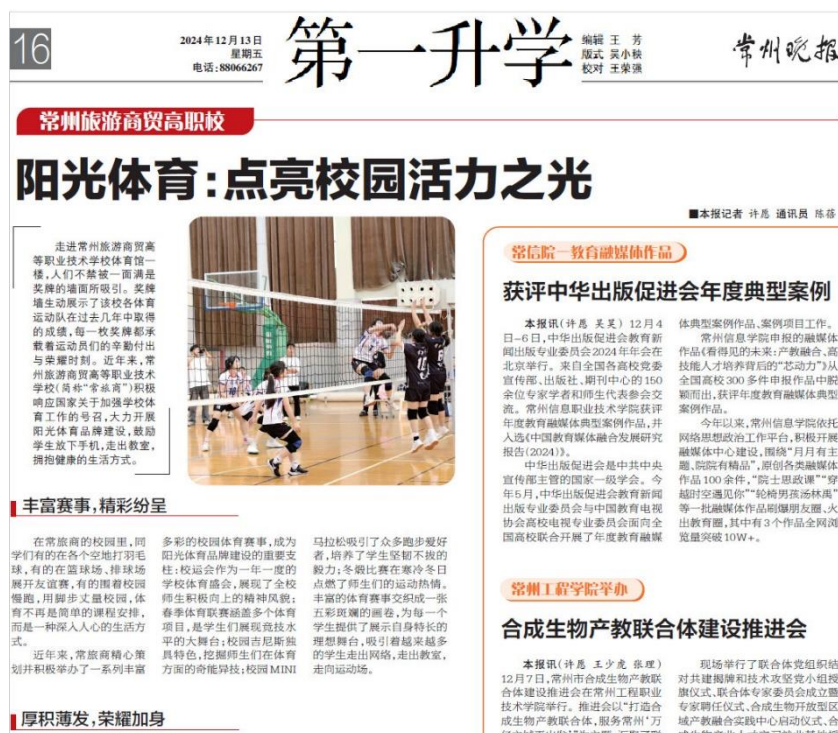 16
2024年12月13日
星期五
电话:88066267
第一升学
编辑 王 芳
版式 吴小秧
校对 王荣强
常州晚报
常州旅游商贸高职校
阳光体育:点亮校园活力之光
■本报记者 许愿 通讯员 陈蓓
走进常州旅游商贸高
等职业技术学校体育馆一
楼,人们不禁被一面满是
奖牌的墙面所吸引。奖牌
墙生动展示了该校各体育
运动队在过去几年中取得
的成绩,每一枚奖牌都承
载着运动员们的辛勤付出
与荣耀时刻。近年来,常
州旅游商贸高等职业技术
学校(简称“常旅商”)积极
响应国家关于加强学校体
育工作的号召,大力开展
阳光体育品牌建设,鼓励
学生放下手机,走出教室,
拥抱健康的生活方式。
丰富赛事,精彩纷呈
在常旅商的校园里,同
学们有的在各个空地打羽毛
球,有的在篮球场、排球场
展开友谊赛,有的围着校园
慢跑,用脚步丈量校园,体
育不再是简单的课程安排,
而是一种深入人心的生活方
式。
近年来,常旅商精心策
划并积极举办了一系列丰富
多彩的校园体育赛事,成为
阳光体育品牌建设的重要支
柱:校运会作为一年一度的
学校体育盛会,展现了全校
师生积极向上的精神风貌;
春季体育联赛涵盖多个体育
项目,是学生们展现竞技水
平的大舞台;校园吉尼斯独
具特色,挖掘师生们在体育
方面的奇能异技;校园MINI
马拉松吸引了众多跑步爱好
者,培养了学生坚韧不拔的
毅力;冬锻比赛在寒冷冬日
点燃了师生们的运动热情。
丰富的体育赛事交织成一张
五彩斑斓的画卷,为每一个
学生提供了展示自身特长的
理想舞台,吸引着越来越多
的学生走出网络,走出教室,
走向运动场。
厚积薄发,荣耀加身
常信院一教育融媒体作品
获评中华出版促进会年度典型案例
本报讯(许愿 吴昊) 12月4
日–6日,中华出版促进会教育新
闻出版专业委员会2024年年会在
北京举行。来自全国各高校党委
宣传部、出版社、期刊中心的150
余位专家学者和师生代表参会交
流。常州信息职业技术学院获评
年度教育融媒体典型案例作品,并
入选《中国教育媒体融合发展研究
报告(2024)》。
中华出版促进会是中共中央
宣传部主管的国家一级学会。今
年5月,中华出版促进会教育新闻
出版专业委员会与中国教育电视
协会高校电视专业委员会面向全
国高校联合开展了年度教育融媒
体典型案例作品、案例项目工作。
常州信息学院申报的融媒体
作品《看得见的未来:产教融合、高
技能人才培养背后的“芯动力”》从
全国高校300多件申报作品中脱
颖而出,获评年度教育融媒体典型
案例作品。
今年以来,常州信息学院依托
网络思想政治工作平台,积极开展
融媒体中心建设,围绕“月月有主
题,院院有精品”,原创各类融媒体
作品100余件,“院士思政课”“穿
越时空遇见你”“轮椅男孩汤林禹”
等一批融媒体作品刷爆朋友圈、火
出教育圈,其中有3个作品全网浏
览量突破10W+。
常州工程学院举办
合成生物产教联合体建设推进会
本报讯(许愿 王少虎 张理)
12月7日,常州市合成生物产教联
合体建设推进会在常州工程职业
技术学院举行。推进会以“打造合
成生物产教联合体,服务常州‘万
现场举行了联合体党组织结
对共建揭牌和技术攻坚党小组授
旗仪式、联合体专家委员会成立暨
专家聘任仪式、合成生物开放型区
域产教融合实践中心启动仪式、合